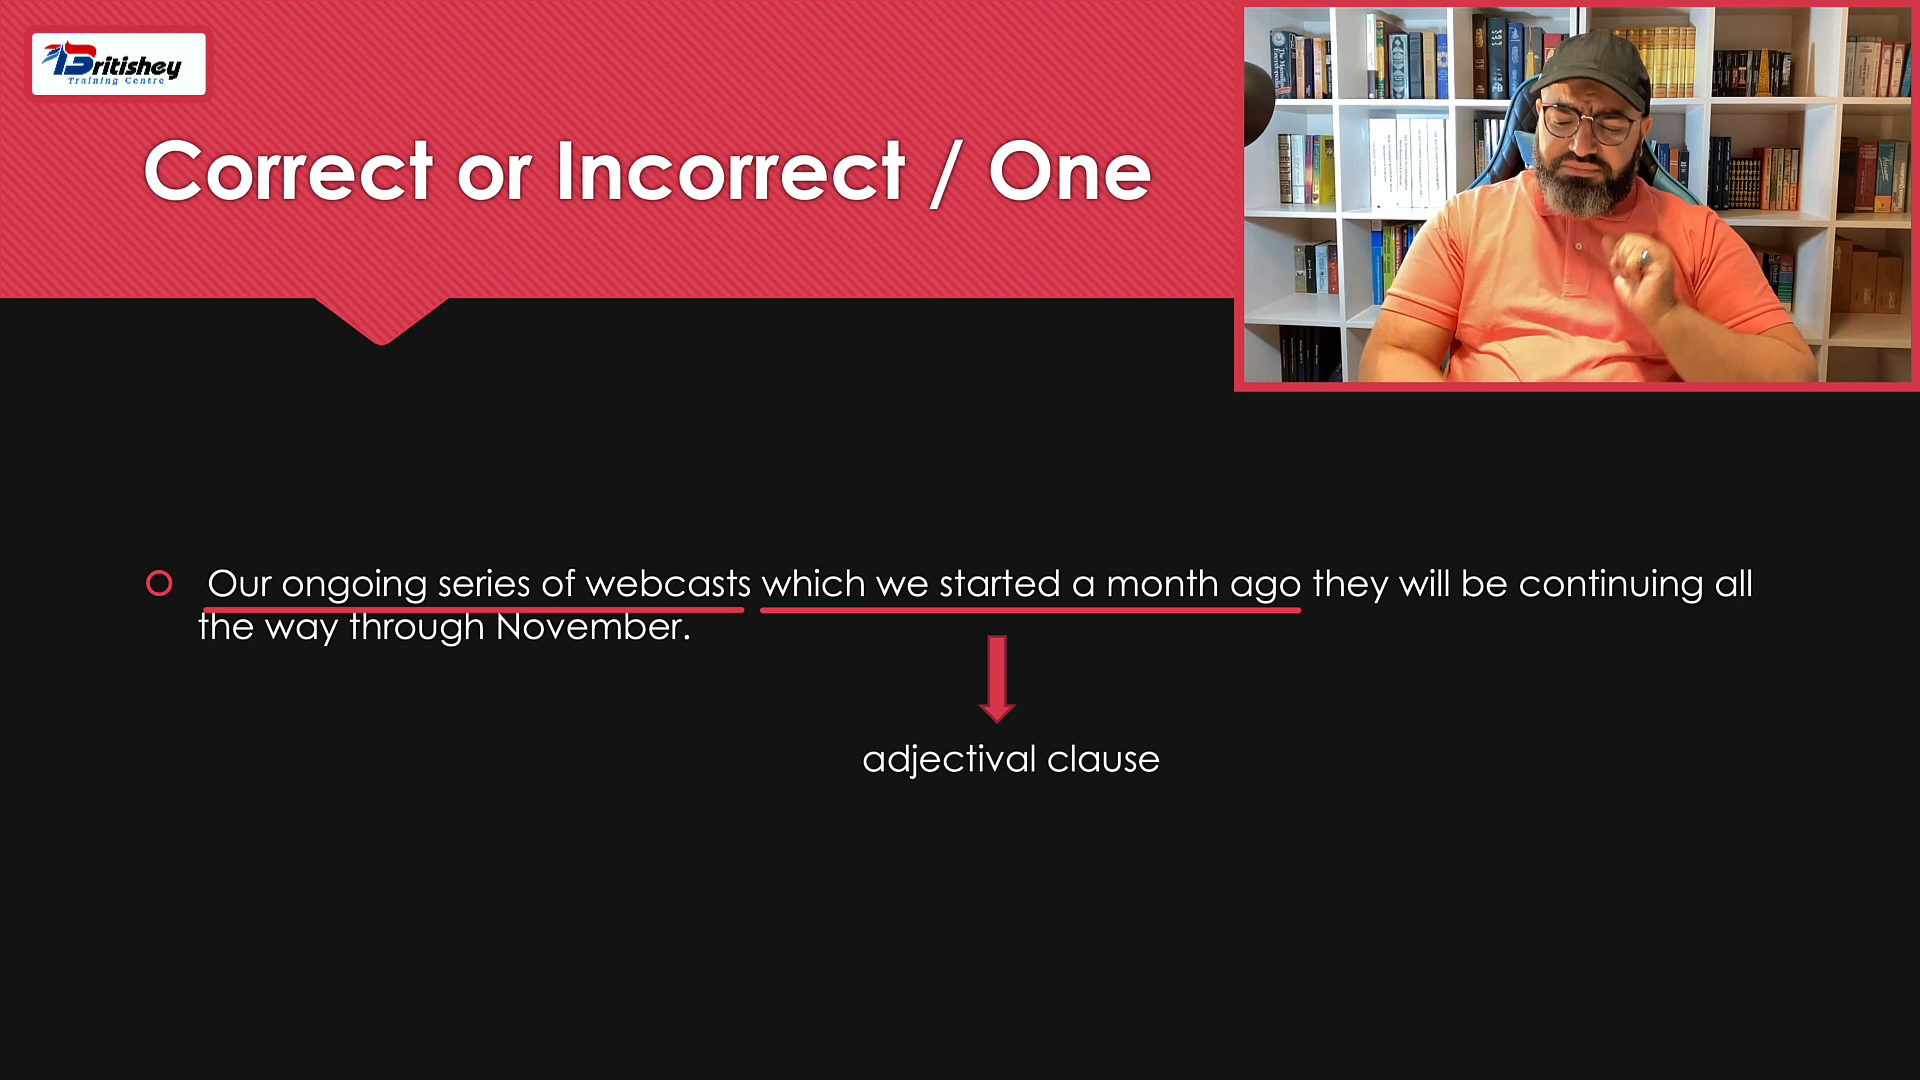 Britishey
Training Centre
Correct or Incorrect / One
Our ongoing series of webcasts which we started a month ago they will be continuing all
the way through November.
adjectival clause